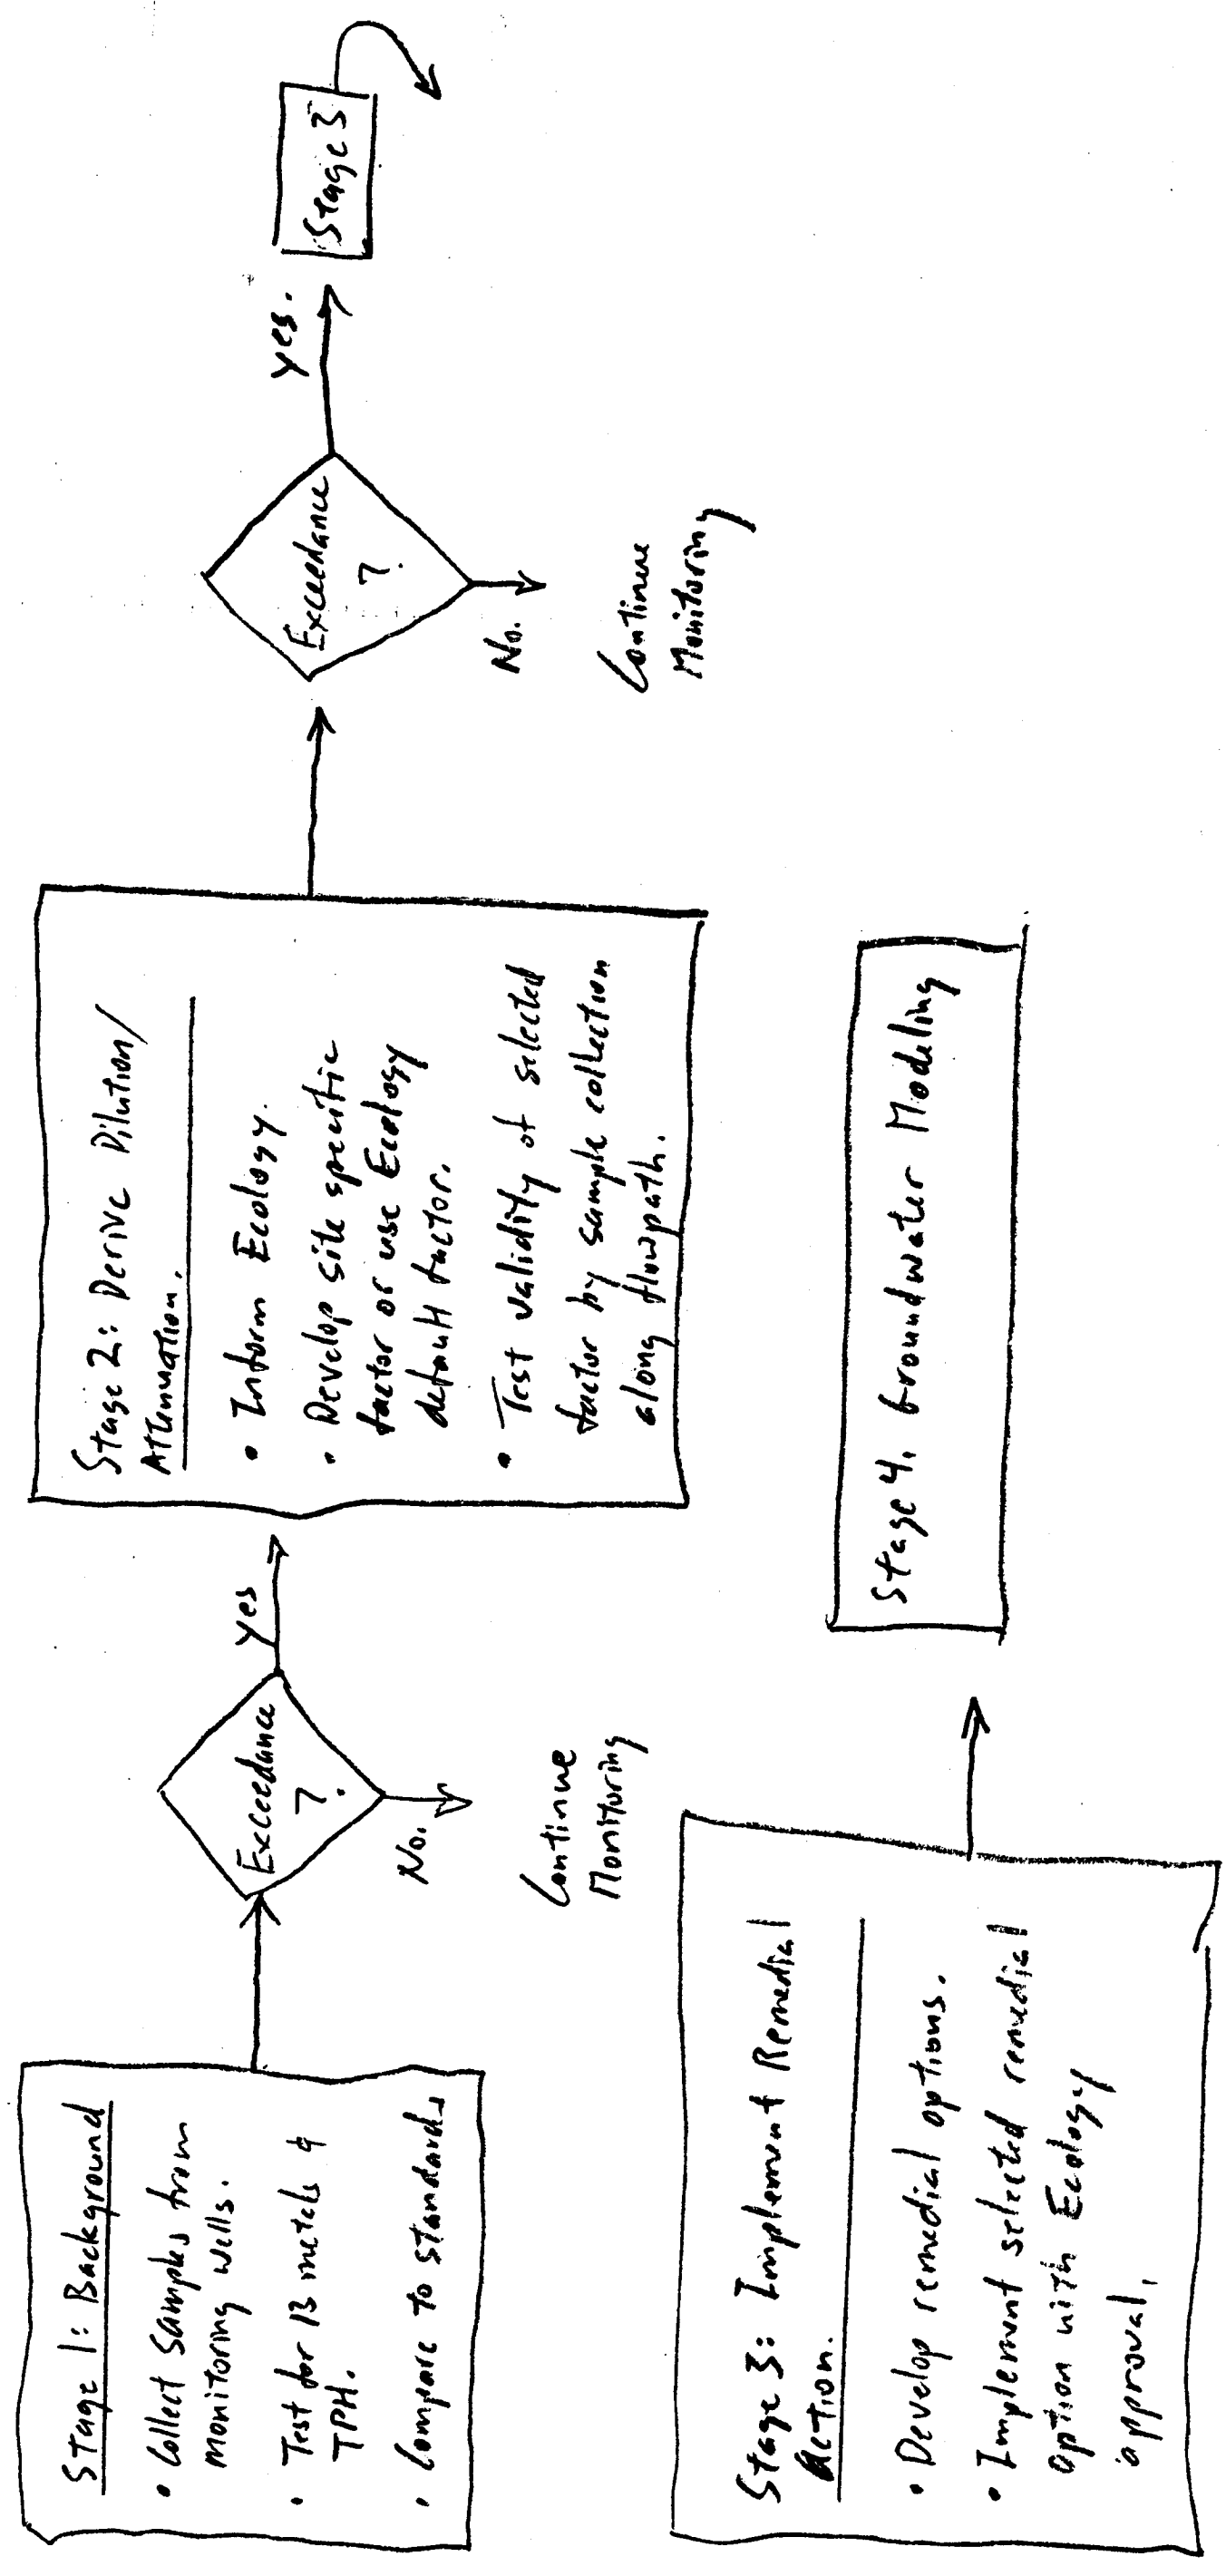 Stage 1: Background
• Collect Samples from
monitoring wells.
• Test for 13 metals &
TPH.
• Compare to standards
Exceedance
?
Yes
No.
Continue
Monitoring
Stage 2: Derive Dilution/
Attenuation.
• Inform Ecology.
• Develop site specific
factor or use Ecology
default factor.
• Test validity of selected
factor by sample collection
along flowpath.
Exceedance
?
Yes.
No.
Continue
Monitoring
Stage 3
Stage 3: Implement Remedial
Action.
• Develop remedial options.
• Implement selected remedial
option with Ecology
approval.
Stage 4. Groundwater Modeling